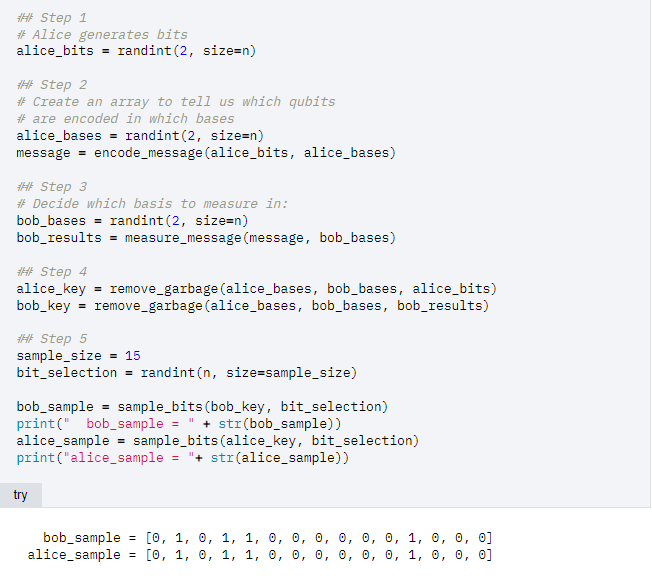 ## Step 1
# Alice generates bits
alice_bits = randint(2, size=n)
## Step 2
# Create an array to tell us which qubits
# are encoded in which bases
alice_bases = randint(2, size=n)
message = encode_message(alice_bits, alice_bases)
## Step 3
# Decide which basis to measure in:
bob_bases = randint(2, size=n)
bob_results = measure_message(message, bob_bases)
## Step 4
alice_key = remove_garbage(alice_bases, bob_bases, alice_bits)
bob_key = remove_garbage(alice_bases, bob_bases, bob_results)
## Step 5
sample_size = 15
bit_selection = randint(n, size=sample_size)
bob_sample = sample_bits(bob_key, bit_selection)
print("  bob_sample = " + str(bob_sample))
alice_sample = sample_bits(alice_key, bit_selection)
print("alice_sample = "+ str(alice_sample))
try
  bob_sample = [0, 1, 0, 1, 1, 0, 0, 0, 0, 0, 0, 1, 0, 0, 0]
alice_sample = [0, 1, 0, 1, 1, 0, 0, 0, 0, 0, 0, 1, 0, 0, 0]